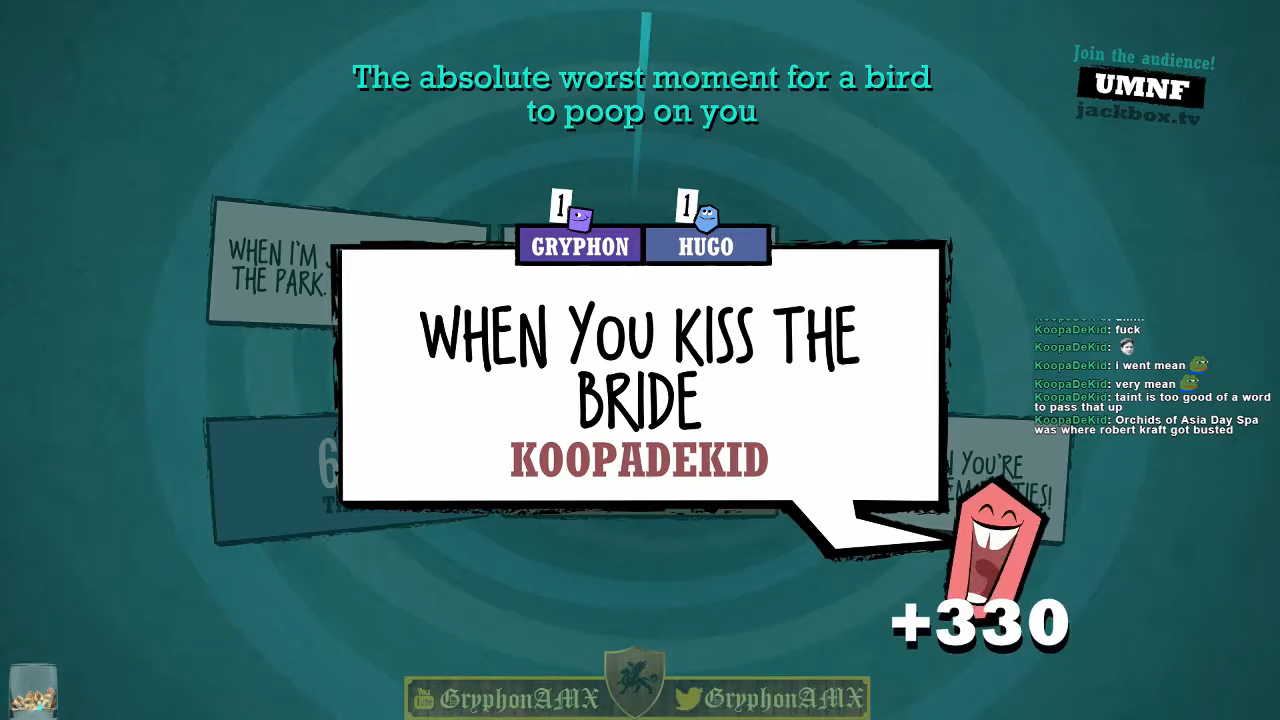 The absolute worst moment for a bird
to poop on you
Join the audience!
UMNF
jackbox.tv
1
1
GRYPHON
HUGO
WHEN I'M
THE PARK.
WHEN YOU KISS THE
BRIDE
KOOPADEKID
KoopaDeKid: fuck
KoopaDeKid:
KoopaDeKid: i went mean
KoopaDeKid: very mean
KoopaDeKid: taint is too good of a word
to pass that up
KoopaDeKid: Orchids of Asia Day Spa
was where robert kraft got busted
6
YOU'RE
+330
You Tube GryphonAMX
GryphonAMX